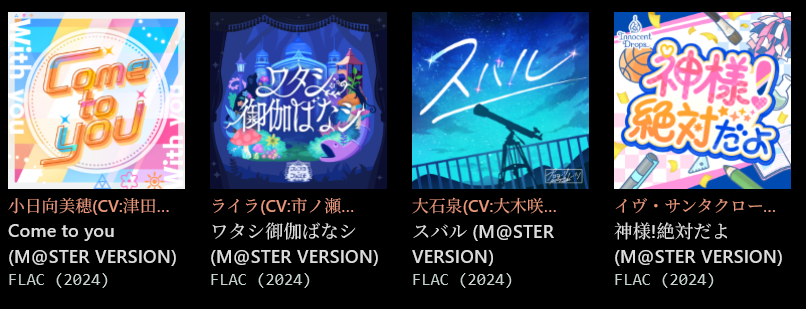 With you
Come
to
you
With you
ワタシ
御伽ばなシ
スバル
Innocent
Drops
神様!
絶対だよ
小日向美穂(CV:津田...
Come to you
(M@STER VERSION)
FLAC (2024)
ライラ(CV:市ノ瀬...
ワタシ御伽ばなシ
(M@STER VERSION)
FLAC (2024)
大石泉(CV:大木咲...
スバル (M@STER
VERSION)
FLAC (2024)
イヴ・サンタクロー...
神様!絶対だよ
(M@STER VERSION)
FLAC (2024)